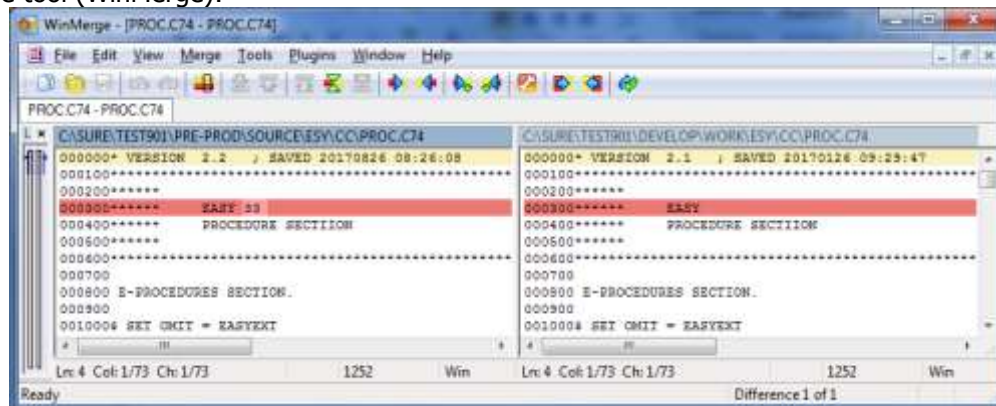 e tool (WinMerge).
WinMerge - [PROC.C74 - PROC.C74]
File Edit View Merge Tools Plugins Window Help
PROC.C74 - PROC.C74
C:\SURE\TEST901\PRE-PROD\SOURCE\ESY\CC\PROC.C74
000000* VERSION 2.2 ; SAVED 20170826 08:26:08
000100**************************************************
000200******
000300****** EASY 33
000400****** PROCEDURE SECTIION
000500******
000600**************************************************
000700
000800 E-PROCEDURES SECTION.
000900
001000$ SET OMIT = EASYEXT
Ln: 4 Col: 1/73 Ch: 1/73 1252 Win
C:\SURE\TEST901\DEVELOP\WORK\ESY\CC\PROC.C74
000000* VERSION 2.1 ; SAVED 20170126 09:29:47
000100**************************************************
000200******
000300****** EASY
000400****** PROCEDURE SECTIION
000500******
000600**************************************************
000700
000800 E-PROCEDURES SECTION.
000900
001000$ SET OMIT = EASYEXT
Ln: 4 Col: 1/73 Ch: 1/73 1252 Win
Ready Difference 1 of 1